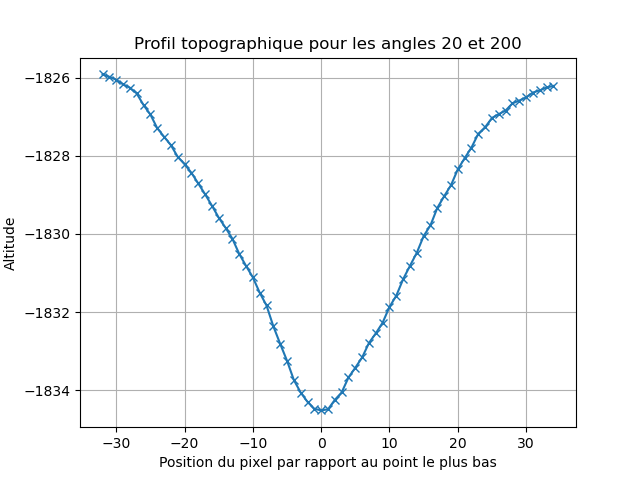 Profil topographique pour les angles 20 et 200
Altitude
−1826
−1828
−1830
−1832
−1834
−30 −20 −10 0 10 20 30
Position du pixel par rapport au point le plus bas